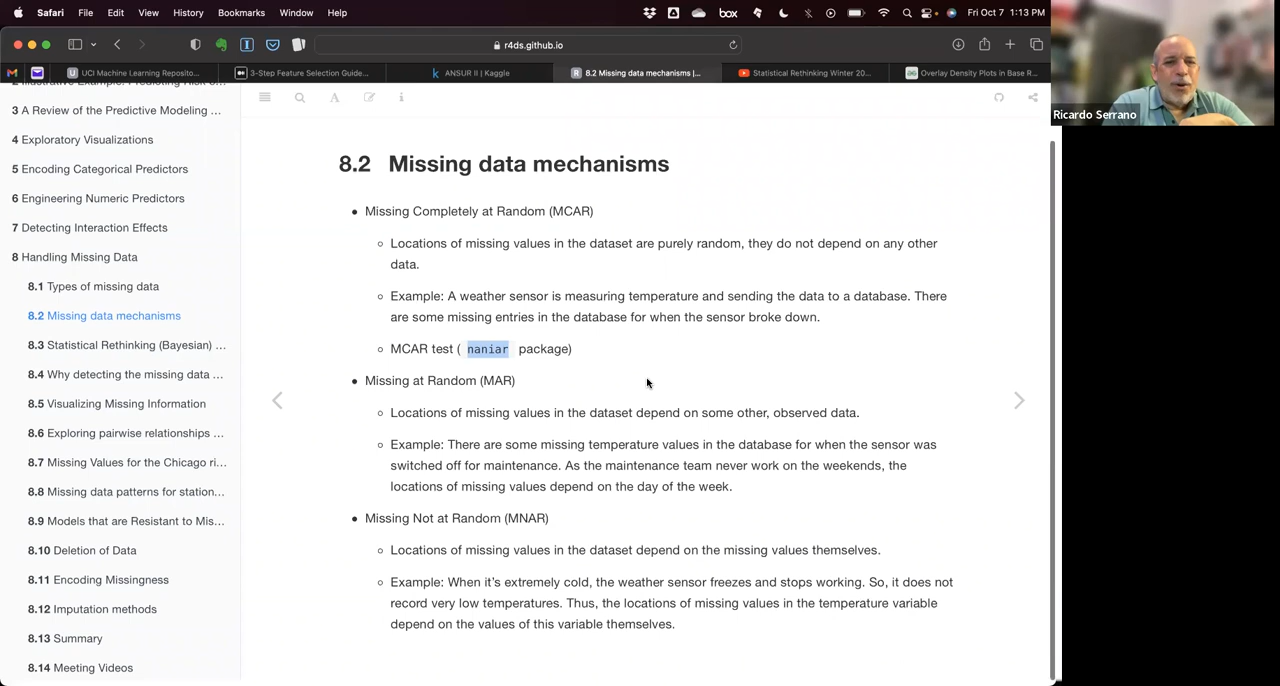 Safari File Edit View History Bookmarks Window Help box Fri Oct 7 1:13 PM
r4ds.github.io
UCI Machine Learning Reposito... 3-Step Feature Selection Guide... ANSUR II | Kaggle 8.2 Missing data mechanisms |... Statistical Rethinking Winter 20... Overlay Density Plots in Base R...
Ricardo Serrano
3 A Review of the Predictive Modeling ...
4 Exploratory Visualizations
5 Encoding Categorical Predictors
6 Engineering Numeric Predictors
7 Detecting Interaction Effects
8 Handling Missing Data
8.1 Types of missing data
8.2 Missing data mechanisms
8.3 Statistical Rethinking (Bayesian) ...
8.4 Why detecting the missing data ...
8.5 Visualizing Missing Information
8.6 Exploring pairwise relationships ...
8.7 Missing Values for the Chicago ri...
8.8 Missing data patterns for station...
8.9 Models that are Resistant to Mis...
8.10 Deletion of Data
8.11 Encoding Missingness
8.12 Imputation methods
8.13 Summary
8.14 Meeting Videos
8.2 Missing data mechanisms
• Missing Completely at Random (MCAR)
○ Locations of missing values in the dataset are purely random, they do not depend on any other
data.
○ Example: A weather sensor is measuring temperature and sending the data to a database. There
are some missing entries in the database for when the sensor broke down.
○ MCAR test ( naniar package)
• Missing at Random (MAR)
○ Locations of missing values in the dataset depend on some other, observed data.
○ Example: There are some missing temperature values in the database for when the sensor was
switched off for maintenance. As the maintenance team never work on the weekends, the
locations of missing values depend on the day of the week.
• Missing Not at Random (MNAR)
○ Locations of missing values in the dataset depend on the missing values themselves.
○ Example: When it's extremely cold, the weather sensor freezes and stops working. So, it does not
record very low temperatures. Thus, the locations of missing values in the temperature variable
depend on the values of this variable themselves.